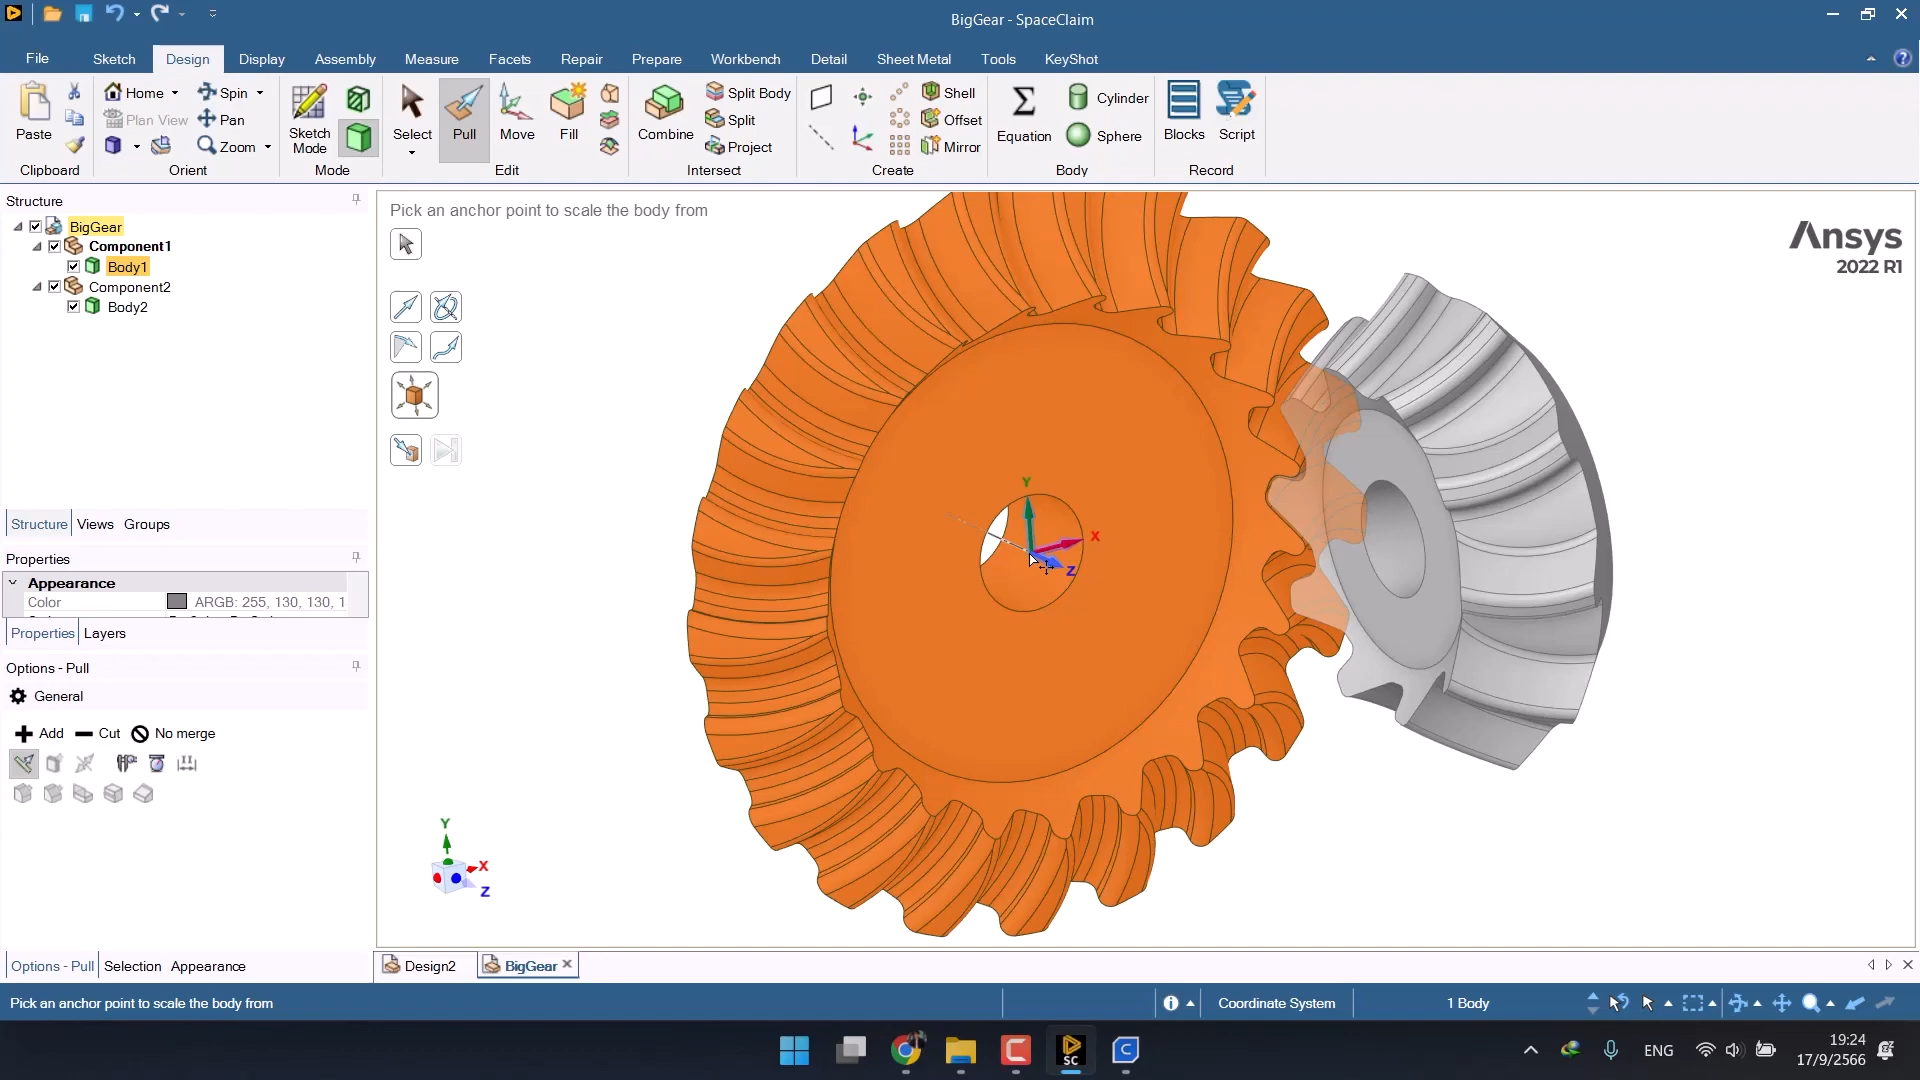 BigGear - SpaceClaim
File Sketch Design Display Assembly Measure Facets Repair Prepare Workbench Detail Sheet Metal Tools KeyShot
Paste
Clipboard
Home Spin
Plan View Pan
Zoom
Orient
Sketch
Mode
Mode
Select Pull Move Fill
Edit
Combine
Split Body
Split
Project
Intersect
Shell
Offset
Mirror
Create
Equation
Cylinder
Sphere
Body
Blocks Script
Record
Structure
BigGear
Component1
Body1
Component2
Body2
Structure Views Groups
Properties
Appearance
Color ARGB: 255, 130, 130, 1
Properties Layers
Options - Pull
General
Add Cut No merge
Options - Pull Selection Appearance
Pick an anchor point to scale the body from
Ansys
2022 R1
Y
X
Z
Y
X
Z
Design2 BigGear
Pick an anchor point to scale the body from
Coordinate System
1 Body
SC
ENG
19:24
17/9/2566